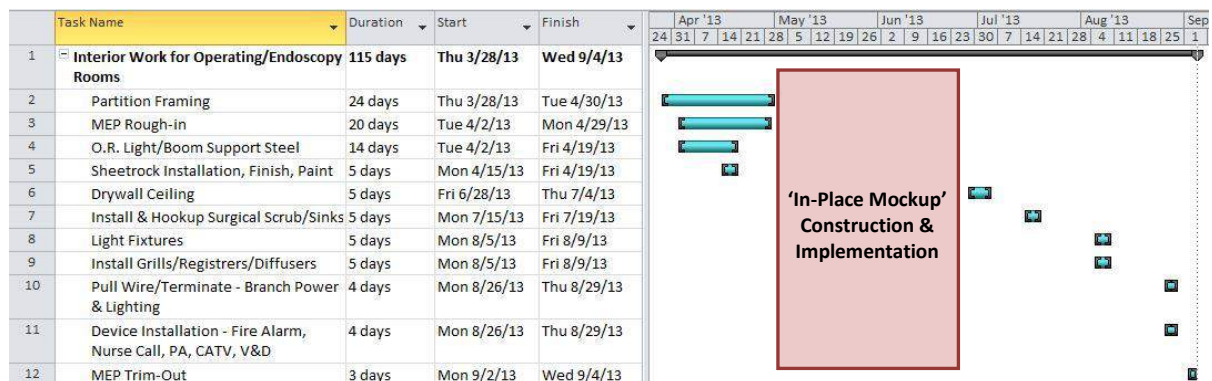 Task Name Duration Start Finish Apr '13 May '13 Jun '13 Jul '13 Aug '13 Sep
24 31 7 14 21 28 5 12 19 26 2 9 16 23 30 7 14 21 28 4 11 18 25 1
1 Interior Work for Operating/Endoscopy 115 days Thu 3/28/13 Wed 9/4/13
Rooms
2 Partition Framing 24 days Thu 3/28/13 Tue 4/30/13
3 MEP Rough-in 20 days Tue 4/2/13 Mon 4/29/13
4 O.R. Light/Boom Support Steel 14 days Tue 4/2/13 Fri 4/19/13
5 Sheetrock Installation, Finish, Paint 5 days Mon 4/15/13 Fri 4/19/13
6 Drywall Ceiling 5 days Fri 6/28/13 Thu 7/4/13
7 Install & Hookup Surgical Scrub/Sinks 5 days Mon 7/15/13 Fri 7/19/13
8 Light Fixtures 5 days Mon 8/5/13 Fri 8/9/13
9 Install Grills/Registrers/Diffusers 5 days Mon 8/5/13 Fri 8/9/13
10 Pull Wire/Terminate - Branch Power 4 days Mon 8/26/13 Thu 8/29/13
& Lighting
11 Device Installation - Fire Alarm, 4 days Mon 8/26/13 Thu 8/29/13
Nurse Call, PA, CATV, V&D
12 MEP Trim-Out 3 days Mon 9/2/13 Wed 9/4/13
‘In-Place Mockup’
Construction &
Implementation